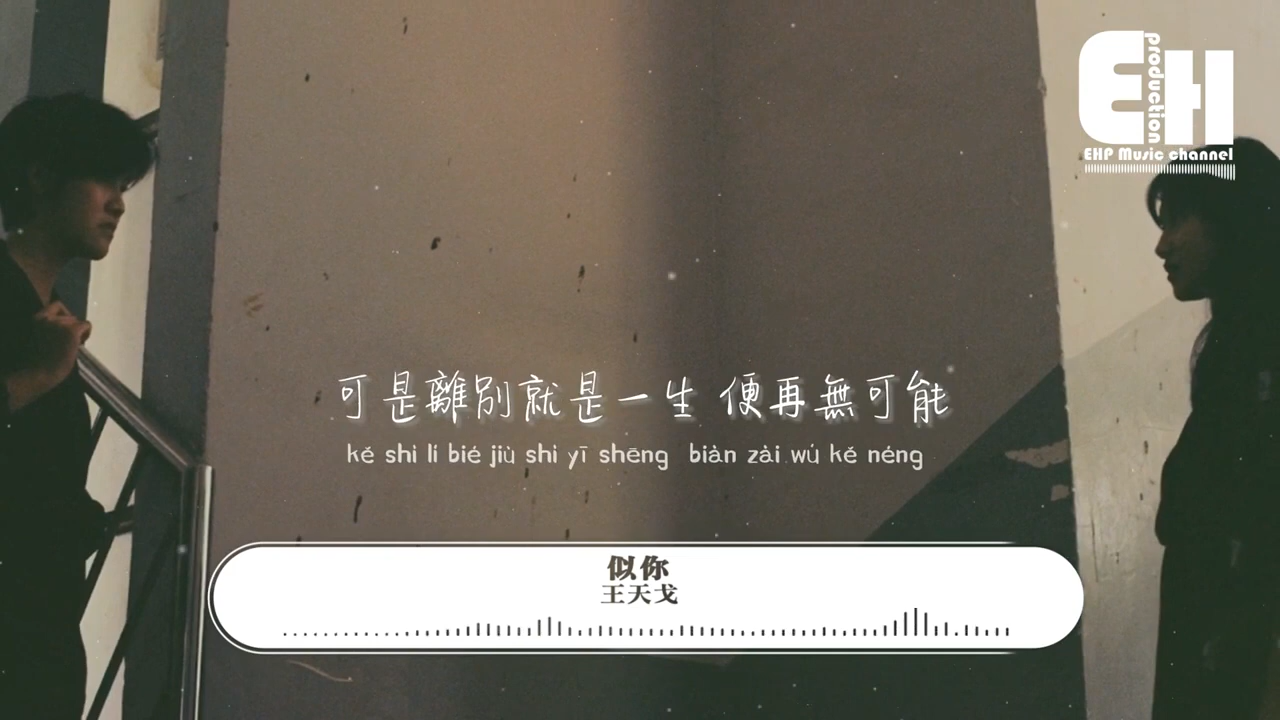 EH
production
EHP Music channel
可是離別就是一生 便再無可能
kě shì lí bié jiù shì yī shēng biàn zài wú kě néng
似你
王天戈